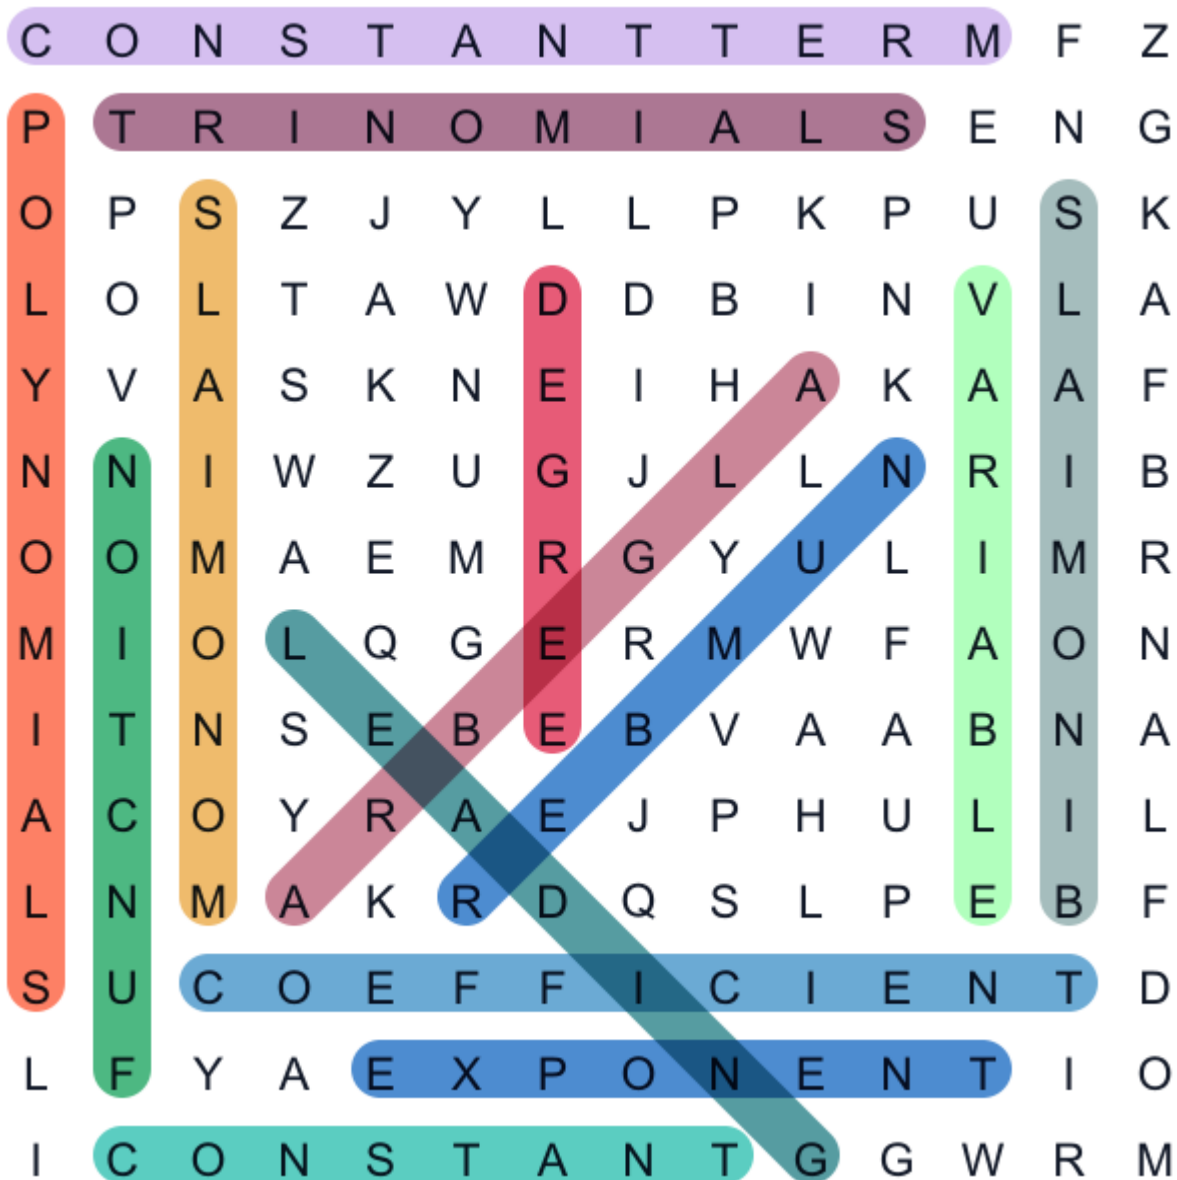 C O N S T A N T T E R M F Z
P T R I N O M I A L S E N G
O P S Z J Y L L P K P U S K
L O L T A W D D B I N V L A
Y V A S K N E I H A K A A F
N N I W Z U G J L L N R I B
O O M A E M R G Y U L I M R
M I O L Q G E R M W F A O N
I T N S E B E B V A A B N A
A C O Y R A E J P H U L I L
L N M A K R D Q S L P E B F
S U C O E F F I C I E N T D
L F Y A E X P O N E N T I O
I C O N S T A N T G G W R M